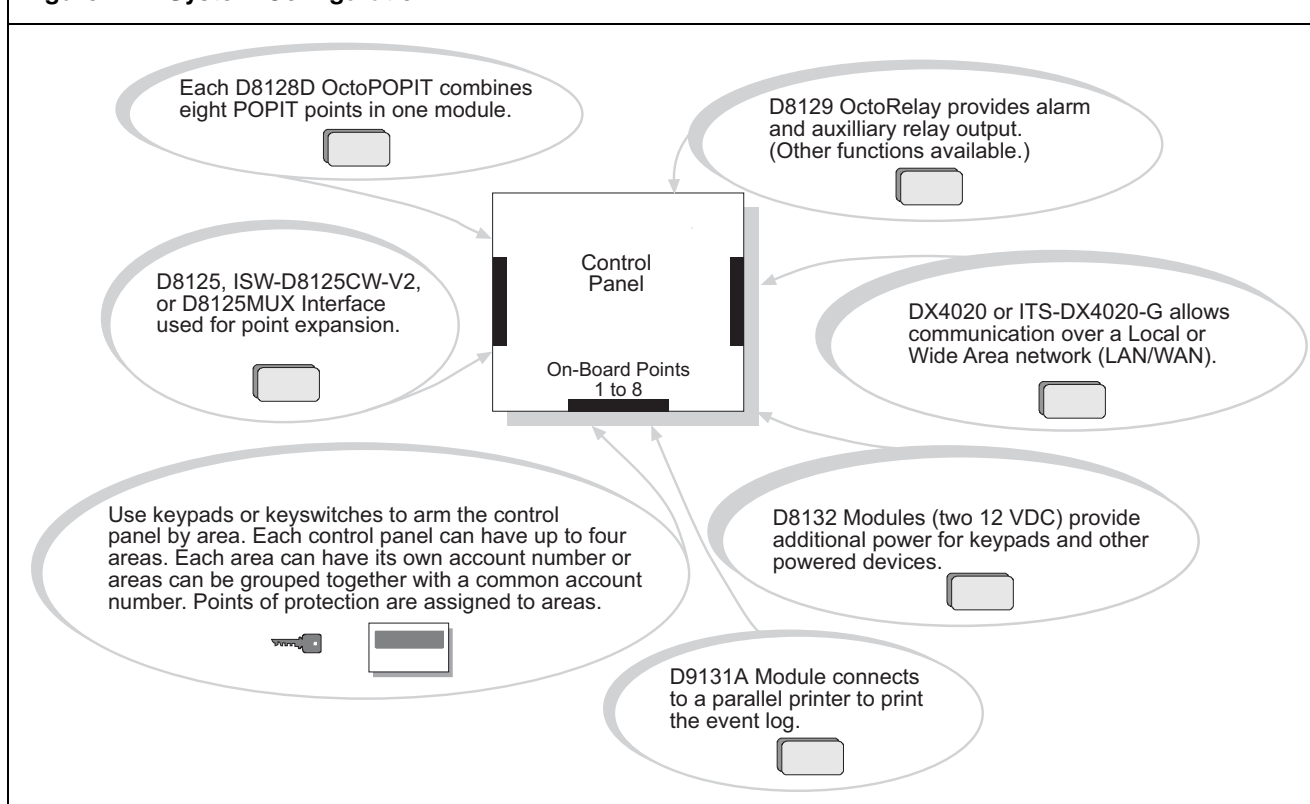 Each D8128D OctoPOPIT combines
eight POPIT points in one module.
D8129 OctoRelay provides alarm
and auxilliary relay output.
(Other functions available.)
D8125, ISW-D8125CW-V2,
or D8125MUX Interface
used for point expansion.
Control
Panel
On-Board Points
1 to 8
DX4020 or ITS-DX4020-G allows
communication over a Local or
Wide Area network (LAN/WAN).
Use keypads or keyswitches to arm the control
panel by area. Each control panel can have up to four
areas. Each area can have its own account number or
areas can be grouped together with a common account
number. Points of protection are assigned to areas.
D8132 Modules (two 12 VDC) provide
additional power for keypads and other
powered devices.
D9131A Module connects
to a parallel printer to print
the event log.